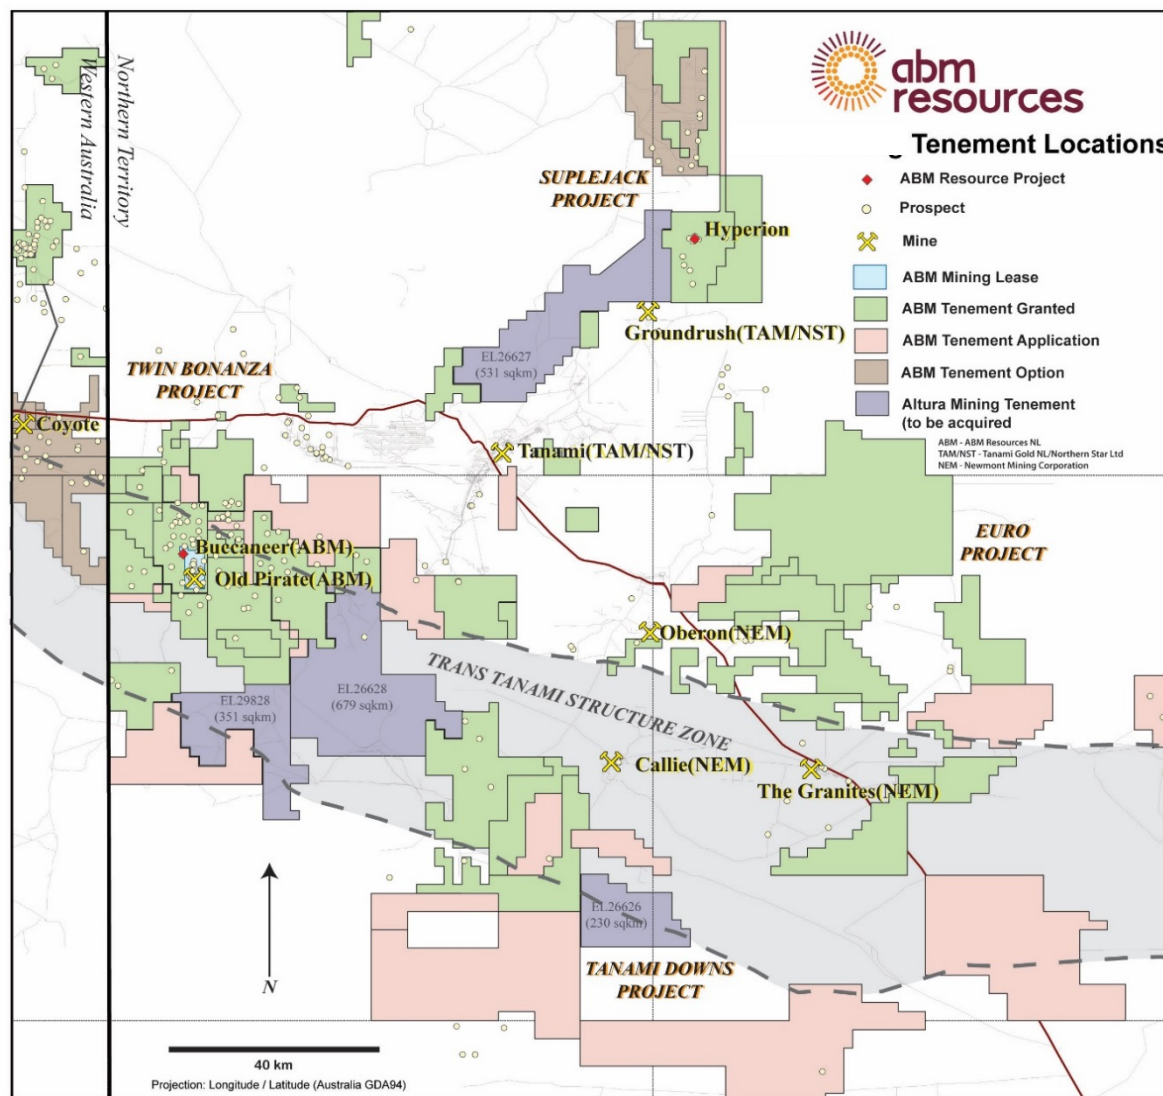 abm
resources
Tenement Locations
ABM Resource Project
Prospect
Mine
ABM Mining Lease
ABM Tenement Granted
ABM Tenement Application
ABM Tenement Option
Altura Mining Tenement
(to be acquired
ABM - ABM Resources NL
TAM/NST - Tanami Gold NL/Northern Star Ltd
NEM - Newmont Mining Corporation
Western Australia
Northern Territory
SUPLEJACK
PROJECT
Hyperion
Groundrush(TAM/NST)
EL26627
(531 sqkm)
TWIN BONANZA
PROJECT
Coyote
Tanami(TAM/NST)
EURO
PROJECT
Buccaneer(ABM)
Old Pirate(ABM)
Oberon(NEM)
TRANS TANAMI STRUCTURE ZONE
EL26628
(679 sqkm)
EL29828
(351 sqkm)
Callie(NEM)
The Granites(NEM)
EL26626
(230 sqkm)
TANAMI DOWNS
PROJECT
N
40 km
Projection: Longitude / Latitude (Australia GDA94)